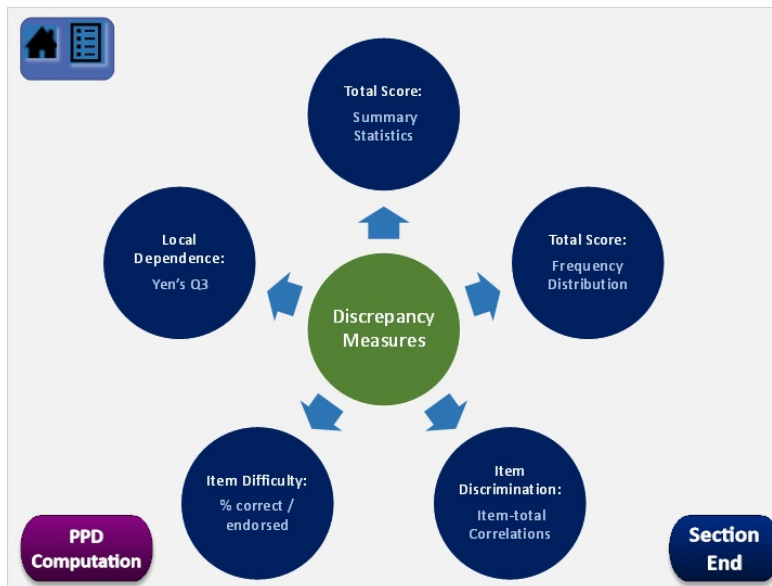 Total Score:
Summary
Statistics
Local
Dependence:
Yen's Q3
Total Score:
Frequency
Distribution
Discrepancy
Measures
Item Difficulty:
% correct /
endorsed
Item
Discrimination:
Item-total
Correlations
PPD
Computation
Section
End